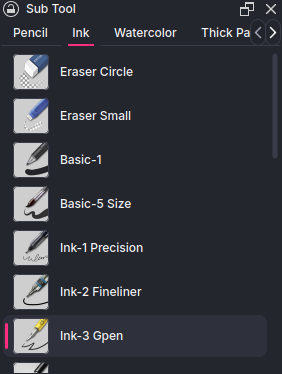 Sub Tool
Pencil Ink Watercolor Thick Pa
Eraser Circle
Eraser Small
Basic-1
Basic-5 Size
Ink-1 Precision
Ink-2 Fineliner
Ink-3 Gpen